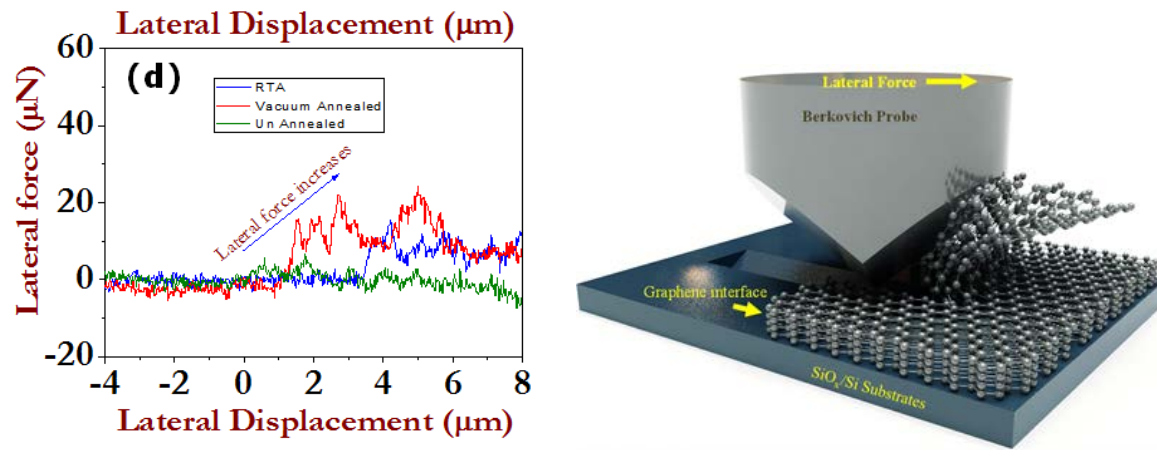 Lateral Displacement (μm)
(d)
RTA
Vacuum Annealed
Un Annealed
Lateral force increases
Lateral force (μN)
60
40
20
0
-20
-4
-2
0
2
4
6
8
Lateral Displacement (μm)
Lateral Force
Berkovich Probe
Graphene interface
SiOx/Si Substrates